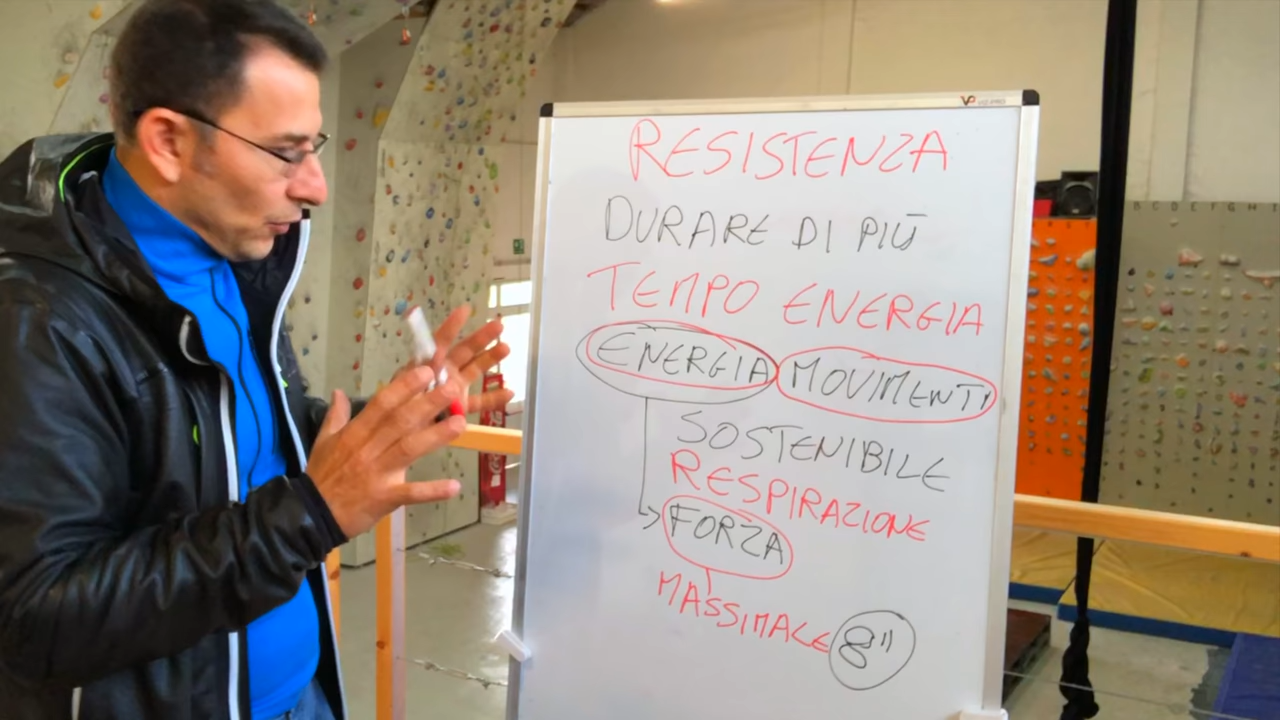 RESISTENZA
DURARE DI PIÙ
TEMPO ENERGIA
ENERGIA MOVIMENTI
SOSTENIBILE
RESPIRAZIONE
FORZA
MASSIMALE 8"